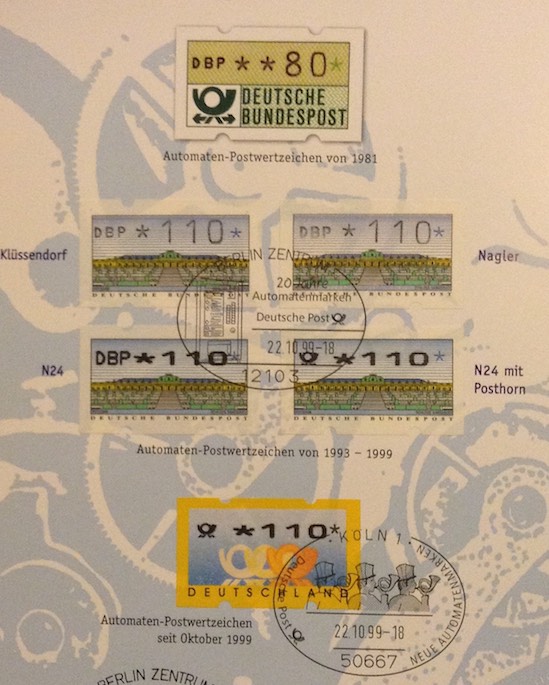 DBP **80*
DEUTSCHE
BUNDESPOST
Automaten-Postwertzeichen von 1981
Klüssendorf
DBP *110*
DEUTSCHE BUNDESPOST
DBP *110*
DEUTSCHE BUNDESPOST
Nagler
BERLIN ZENTRUM
20 Jahre
Automatenmarken
Deutsche Post
22.10.99-18
12103
N24
DBP *110*
DEUTSCHE BUNDESPOST
*110*
DEUTSCHE BUNDESPOST
N24 mit
Posthorn
Automaten-Postwertzeichen von 1993 – 1999
*110*
DEUTSCHLAND
KÖLN 1
Deutsche Post
22.10.99-18
50667
NEUE AUTOMATENMARKEN
Automaten-Postwertzeichen
seit Oktober 1999
BERLIN ZENTRUM